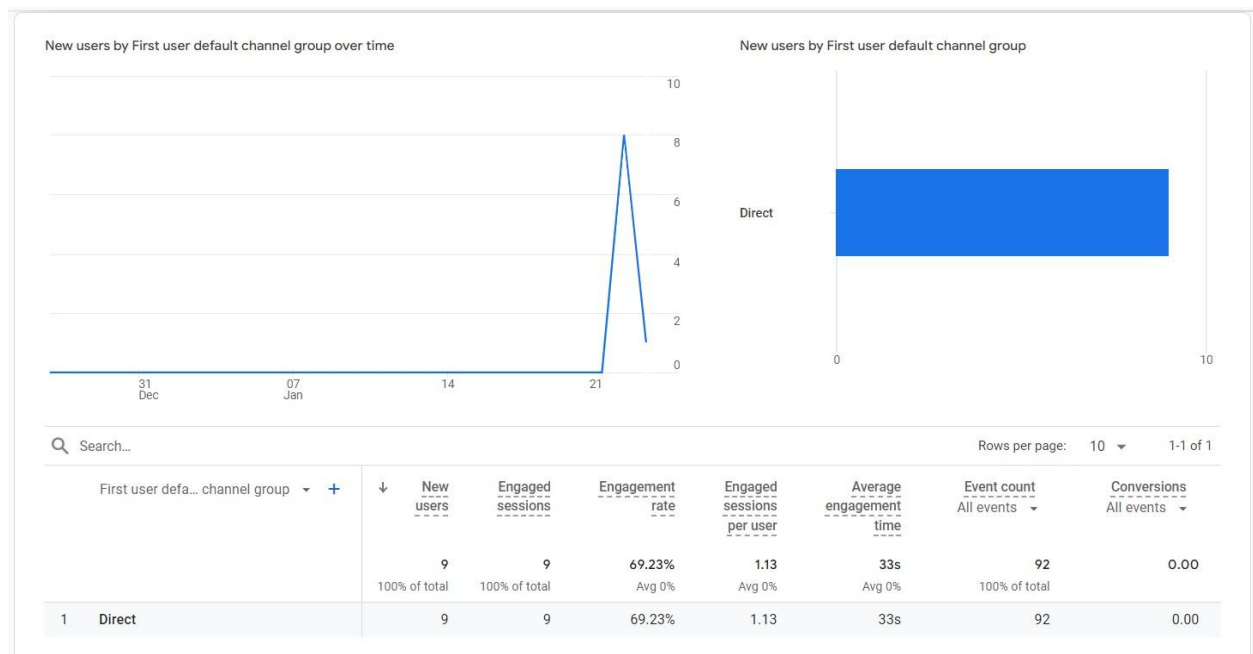 New users by First user default channel group over time
10
8
6
4
2
0
31
Dec
07
Jan
14
21
New users by First user default channel group
Direct
0
10
Search…
Rows per page: 10 1-1 of 1
First user defa… channel group +
↓ New users
Engaged sessions
Engagement rate
Engaged sessions per user
Average engagement time
Event count
All events
Conversions
All events
9 9 69.23% 1.13 33s 92 0.00
100% of total 100% of total Avg 0% Avg 0% Avg 0% 100% of total
1 Direct 9 9 69.23% 1.13 33s 92 0.00